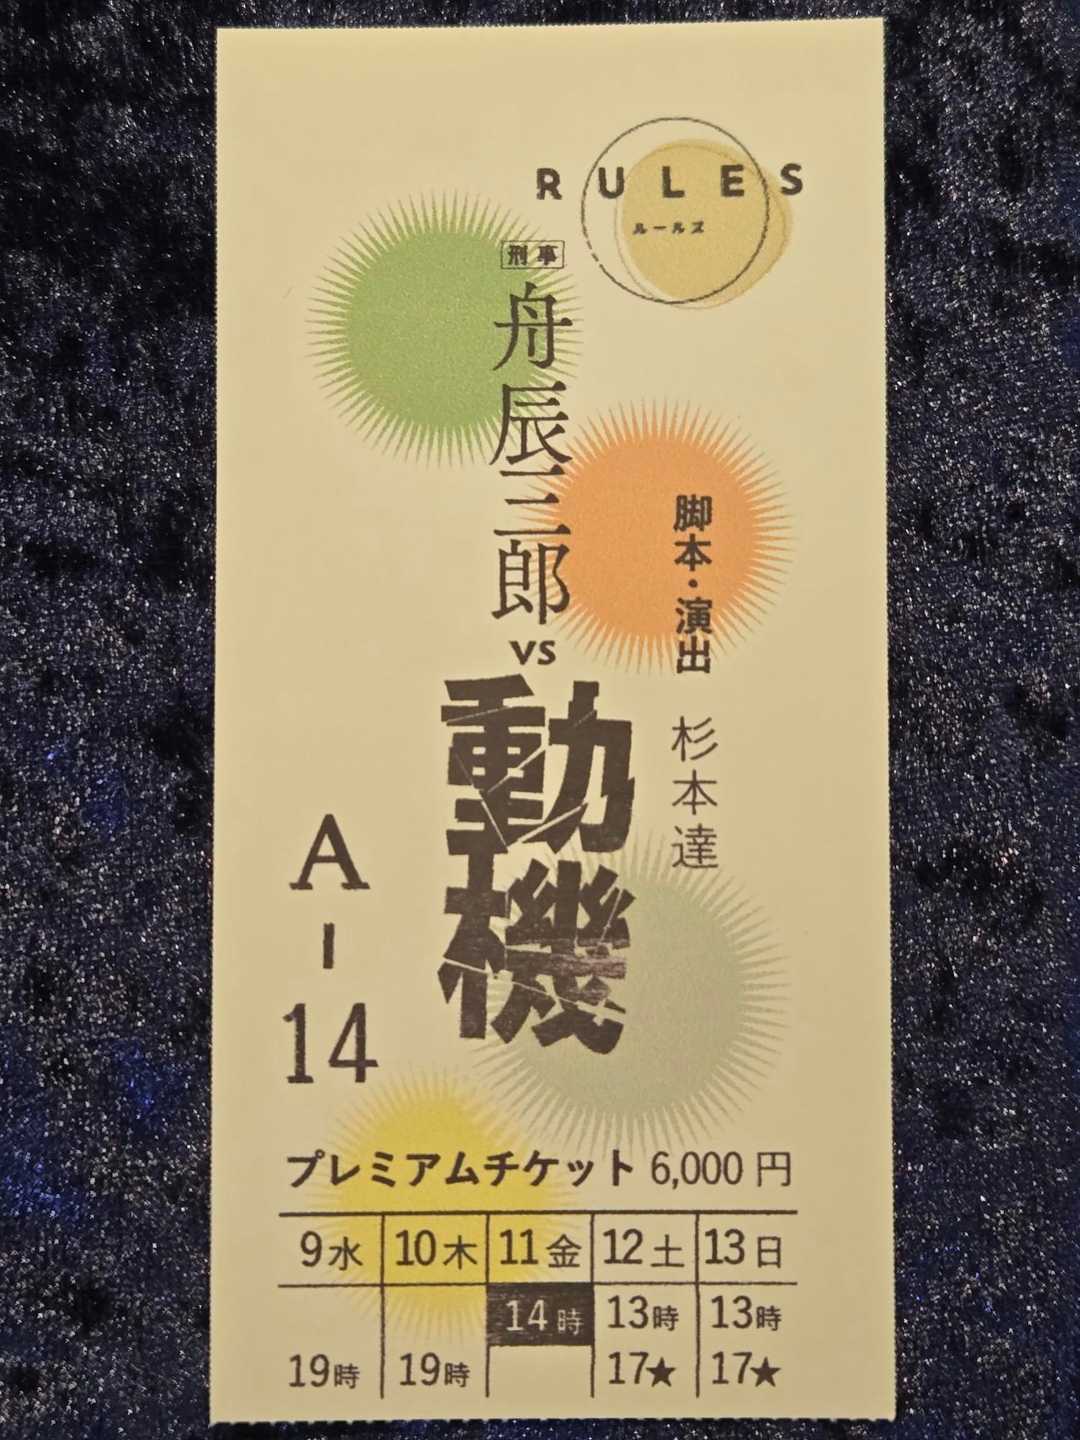 RULES
ルールズ
刑事
舟辰三郎
vs
動機
脚本・演出 杉本達
A-14
プレミアムチケット 6,000円
9水 10木 11金 12土 13日
14時 13時 13時
19時 19時 17★ 17★